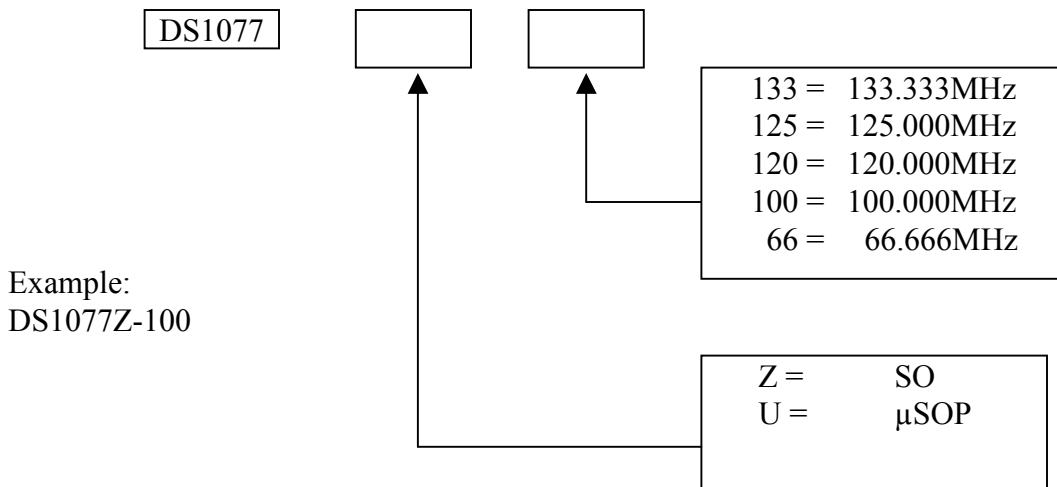 DS1077
133 = 133.333MHz
125 = 125.000MHz
120 = 120.000MHz
100 = 100.000MHz
66 = 66.666MHz
Example:
DS1077Z-100
Z = SO
U = µSOP